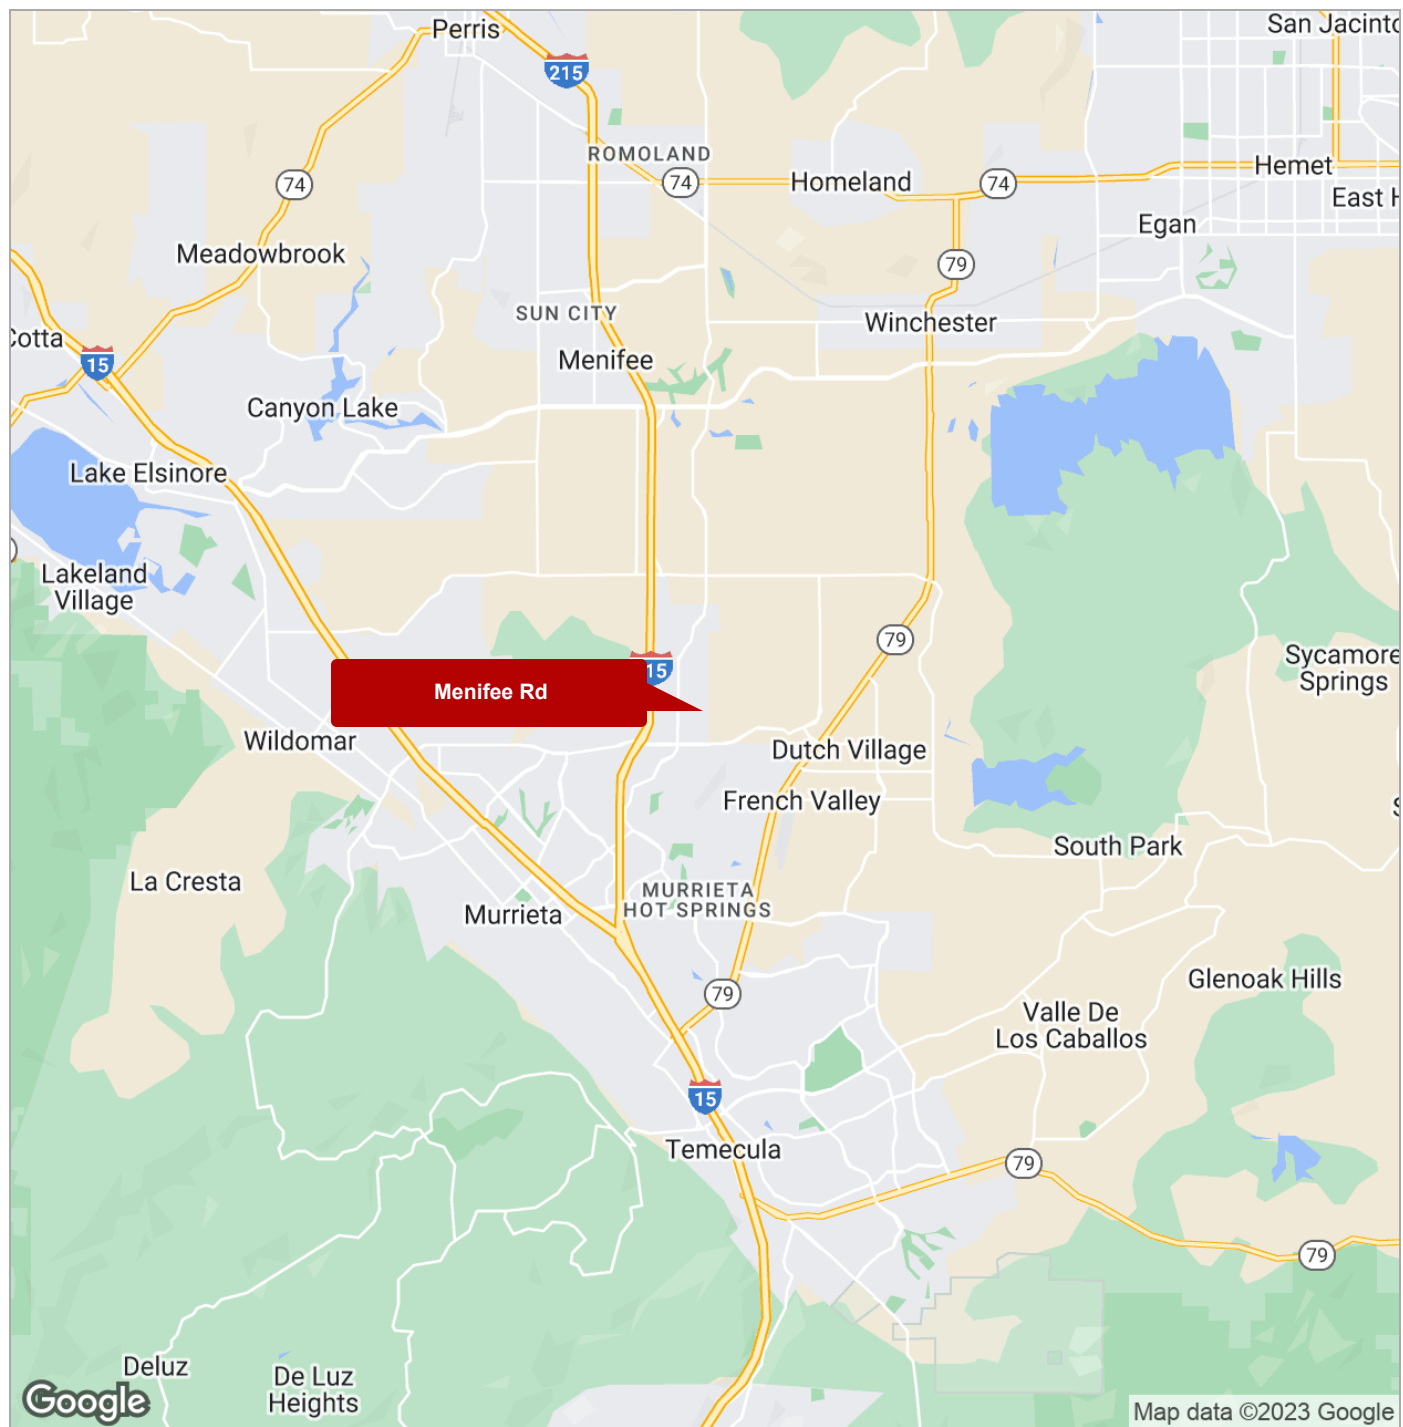 Perris
San Jacinto
215
ROMOLAND
74
74
Homeland
74
Hemet
East H
Egan
Meadowbrook
79
SUN CITY
Winchester
Cotta
15
Menifee
Canyon Lake
Lake Elsinore
Lakeland
Village
79
15
Menifee Rd
Sycamore
Springs
Wildomar
Dutch Village
French Valley
South Park
La Cresta
MURRIETA
HOT SPRINGS
Murrieta
79
Glenoak Hills
Valle De
Los Caballos
15
Temecula
79
79
Deluz
De Luz
Heights
Google
Map data ©2023 Google